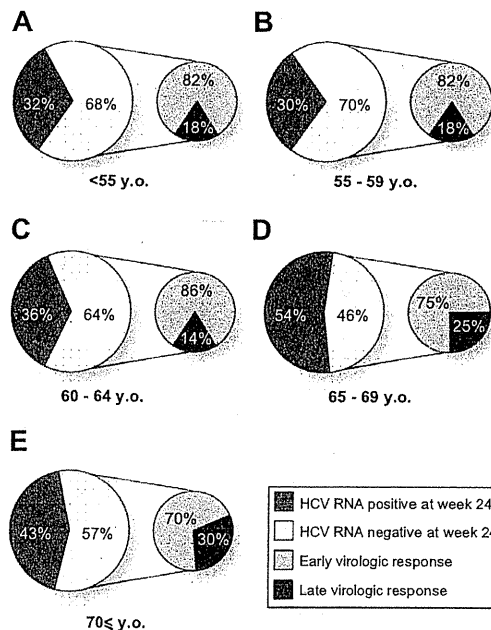 A
32%
68%
82%
18%
<55 y.o.
B
30%
70%
82%
18%
55 - 59 y.o.
C
36%
64%
86%
14%
60 - 64 y.o.
D
54%
46%
75%
25%
65 - 69 y.o.
E
43%
57%
70%
30%
70≤ y.o.
HCV RNA positive at week 24
HCV RNA negative at week 24
Early virologic response
Late virologic response